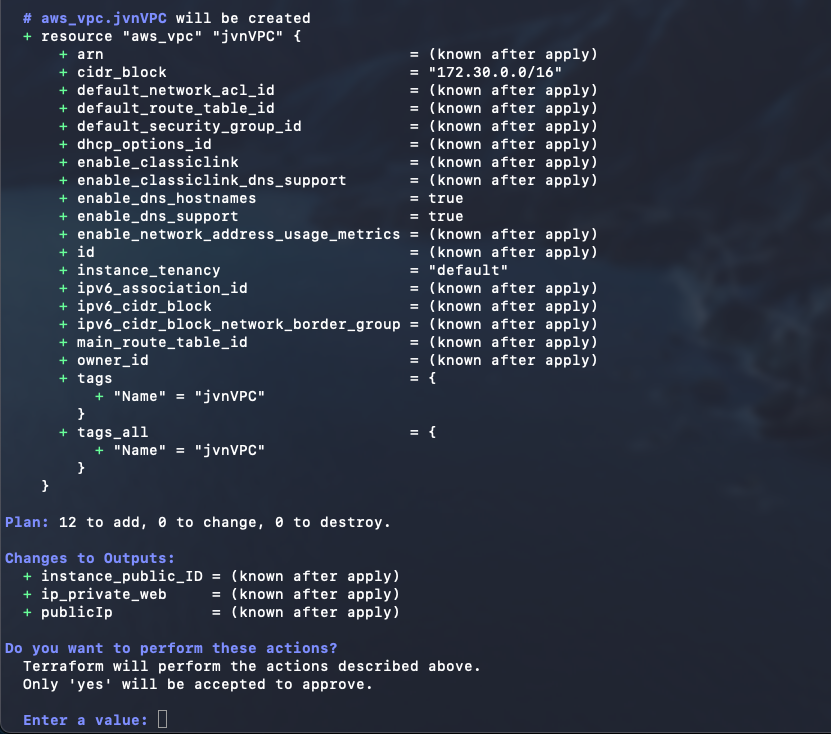 # aws_vpc.jvnVPC will be created
+ resource "aws_vpc" "jvnVPC" {
+ arn = (known after apply)
+ cidr_block = "172.30.0.0/16"
+ default_network_acl_id = (known after apply)
+ default_route_table_id = (known after apply)
+ default_security_group_id = (known after apply)
+ dhcp_options_id = (known after apply)
+ enable_classiclink = (known after apply)
+ enable_classiclink_dns_support = (known after apply)
+ enable_dns_hostnames = true
+ enable_dns_support = true
+ enable_network_address_usage_metrics = (known after apply)
+ id = (known after apply)
+ instance_tenancy = "default"
+ ipv6_association_id = (known after apply)
+ ipv6_cidr_block = (known after apply)
+ ipv6_cidr_block_network_border_group = (known after apply)
+ main_route_table_id = (known after apply)
+ owner_id = (known after apply)
+ tags = {
+ "Name" = "jvnVPC"
}
+ tags_all = {
+ "Name" = "jvnVPC"
}
}
Plan: 12 to add, 0 to change, 0 to destroy.
Changes to Outputs:
+ instance_public_ID = (known after apply)
+ ip_private_web = (known after apply)
+ publicIp = (known after apply)
Do you want to perform these actions?
Terraform will perform the actions described above.
Only 'yes' will be accepted to approve.
Enter a value: